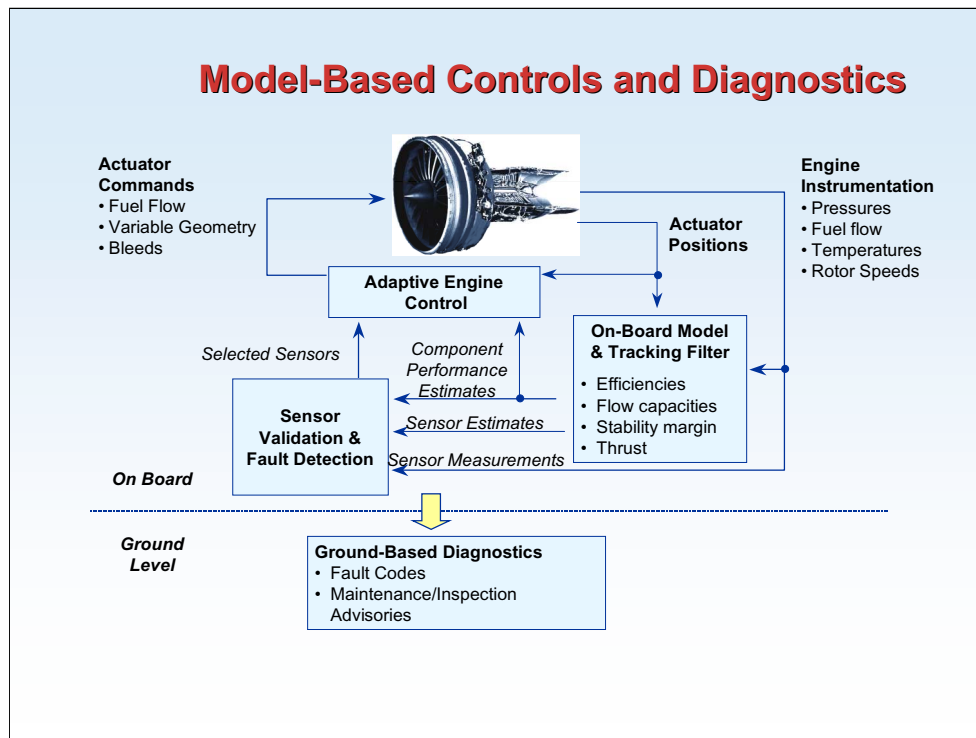 Model-Based Controls and Diagnostics
Actuator
Commands
• Fuel Flow
• Variable Geometry
• Bleeds
Engine
Instrumentation
• Pressures
• Fuel flow
• Temperatures
• Rotor Speeds
Actuator
Positions
Adaptive Engine
Control
On-Board Model
& Tracking Filter
• Efficiencies
• Flow capacities
• Stability margin
• Thrust
Selected Sensors
Component
Performance
Estimates
Sensor
Validation &
Fault Detection
Sensor Estimates
Sensor Measurements
On Board
Ground
Level
Ground-Based Diagnostics
• Fault Codes
• Maintenance/Inspection
Advisories